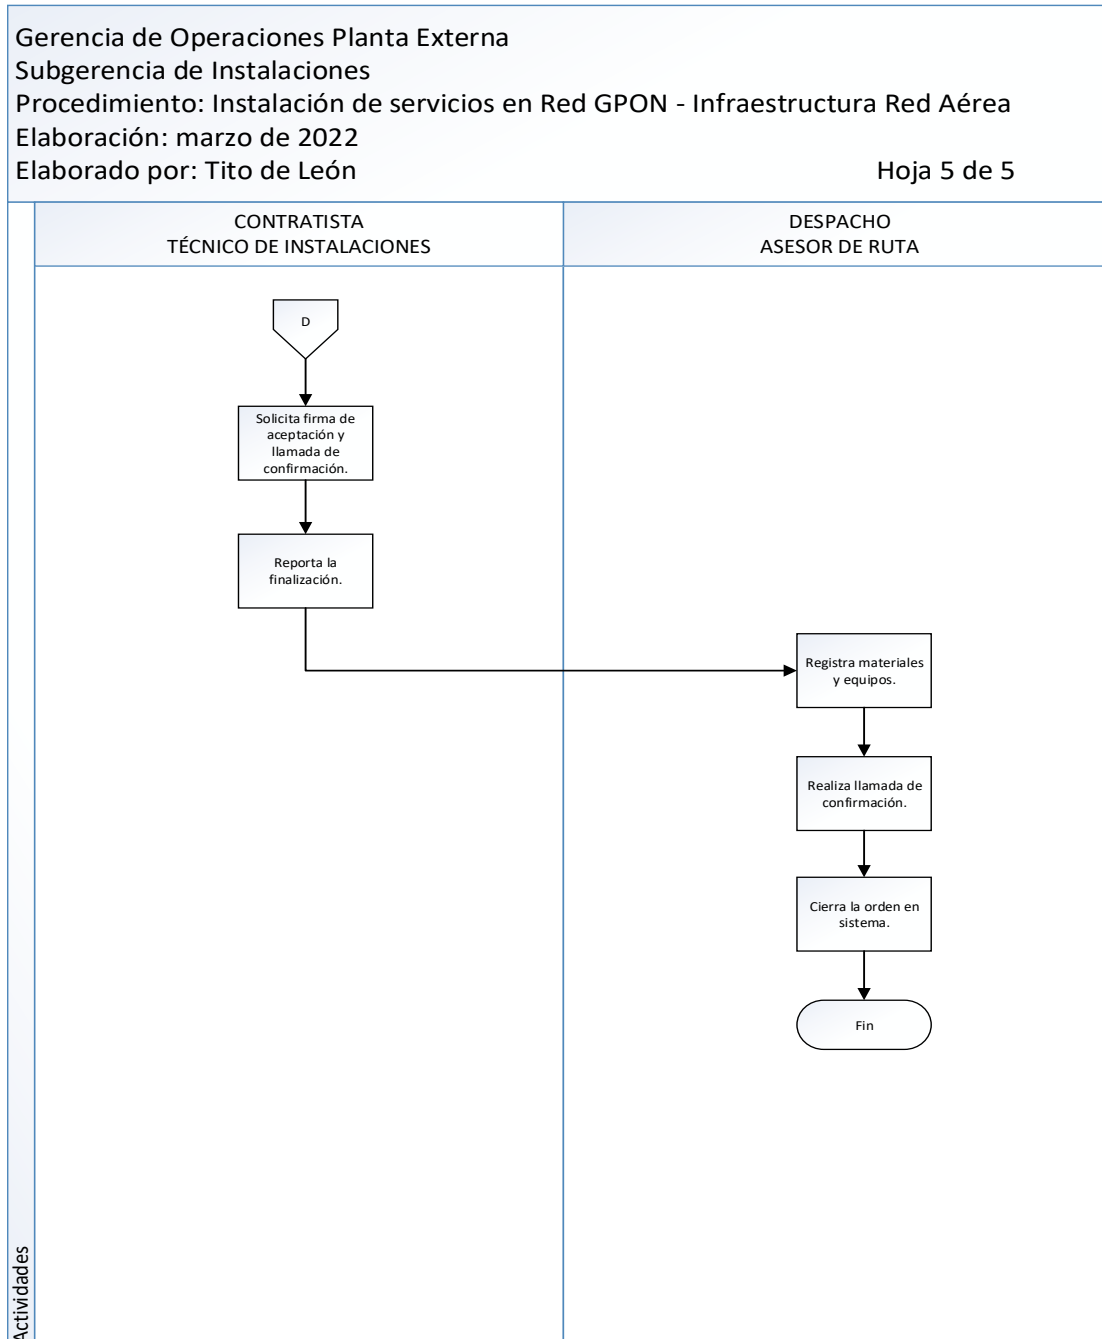 Gerencia de Operaciones Planta Externa
Subgerencia de Instalaciones
Procedimiento: Instalación de servicios en Red GPON - Infraestructura Red Aérea
Elaboración: marzo de 2022
Elaborado por: Tito de León
Hoja 5 de 5
CONTRATISTA
TÉCNICO DE INSTALACIONES
DESPACHO
ASESOR DE RUTA
D
Solicita firma de
aceptación y
llamada de
confirmación.
Reporta la
finalización.
Registra materiales
y equipos.
Realiza llamada de
confirmación.
Cierra la orden en
sistema.
Fin
Actividades